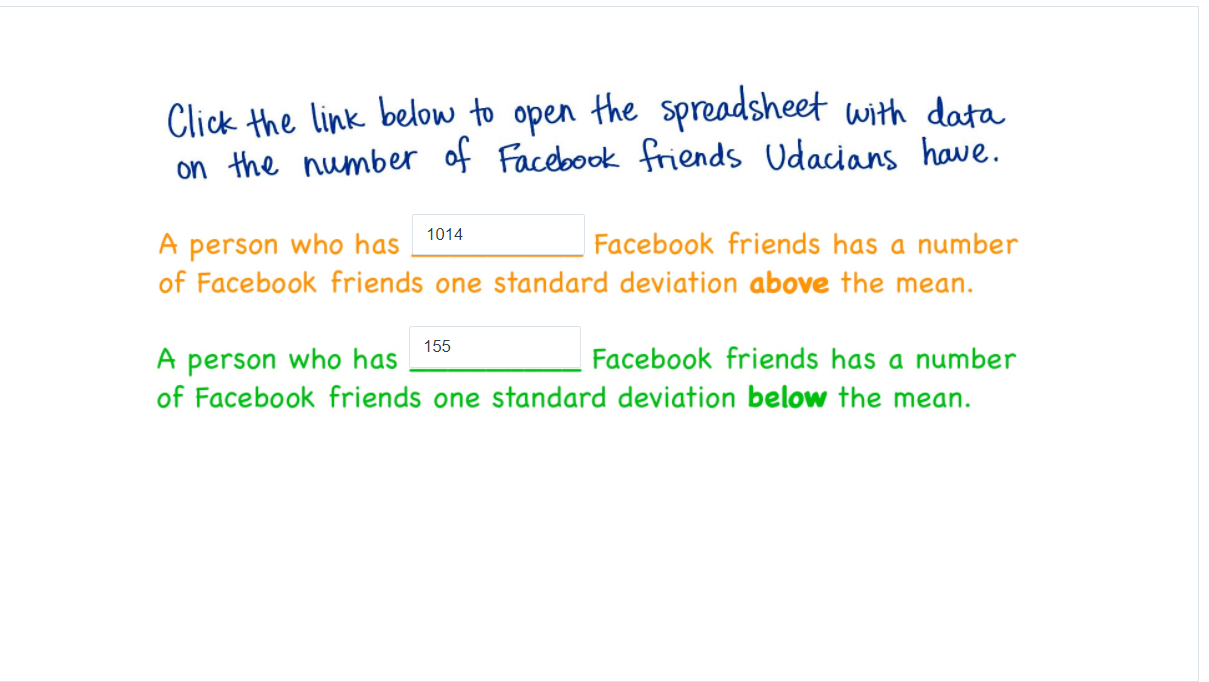 Click the link below to open the spreadsheet with data
on the number of Facebook friends Udacians have.
A person who has 1014 Facebook friends has a number
of Facebook friends one standard deviation above the mean.
A person who has 155 Facebook friends has a number
of Facebook friends one standard deviation below the mean.